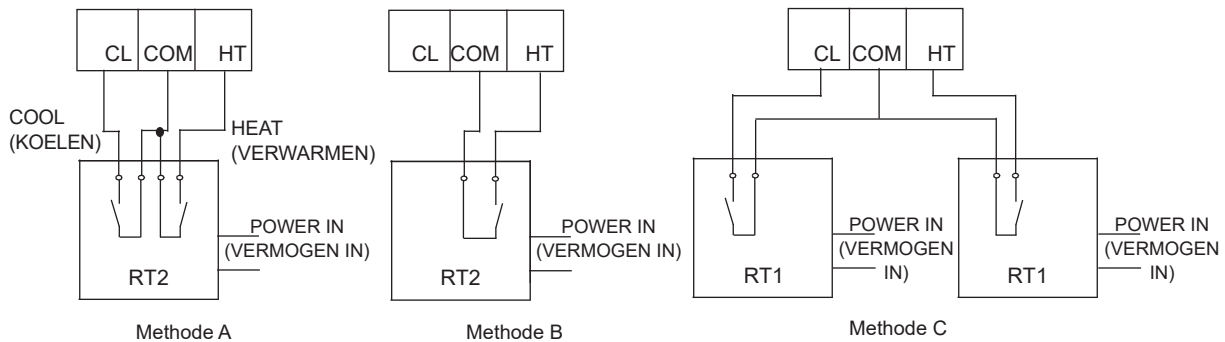 CL COM HT
COOL
(KOELEN)
HEAT
(VERWARMEN)
POWER IN
(VERMOGEN IN)
RT2
Methode A
CL COM HT
POWER IN
(VERMOGEN IN)
RT2
Methode B
CL COM HT
POWER IN
(VERMOGEN
IN)
RT1
POWER IN
(VERMOGEN
IN)
RT1
Methode C